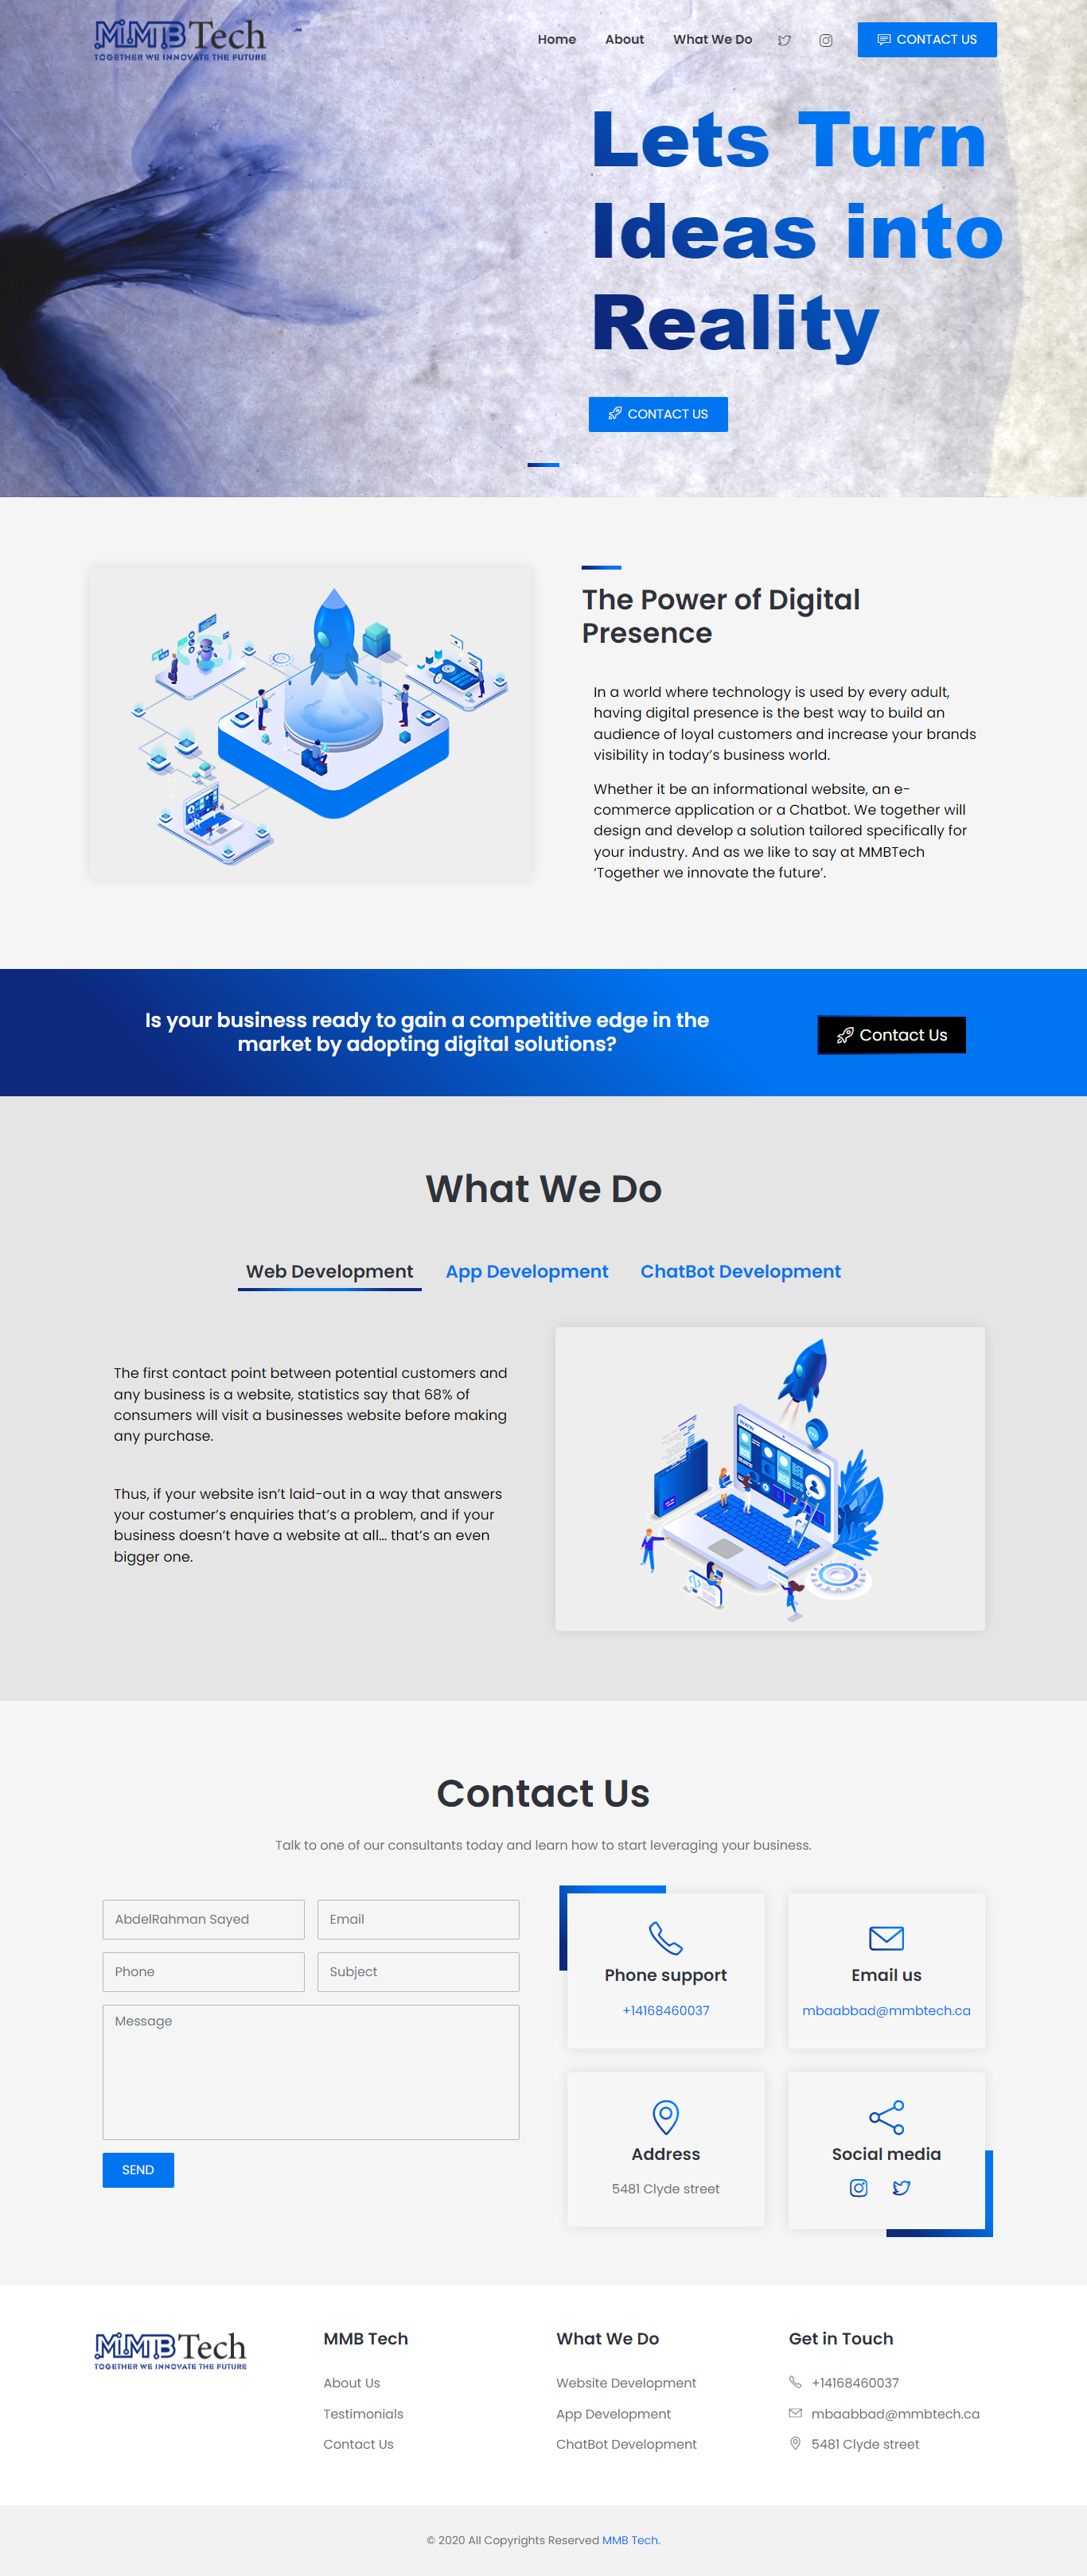 MMBTech
TOGETHER WE INNOVATE THE FUTURE
Home
About
What We Do
CONTACT US
Lets Turn
Ideas into
Reality
CONTACT US
The Power of Digital
Presence
In a world where technology is used by every adult,
having digital presence is the best way to build an
audience of loyal customers and increase your brands
visibility in today’s business world.
Whether it be an informational website, an e-
commerce application or a Chatbot. We together will
design and develop a solution tailored specifically for
your industry. And as we like to say at MMBTech
‘Together we innovate the future’.
Is your business ready to gain a competitive edge in the
market by adopting digital solutions?
Contact Us
What We Do
Web Development
App Development
ChatBot Development
The first contact point between potential customers and
any business is a website, statistics say that 68% of
consumers will visit a businesses website before making
any purchase.
Thus, if your website isn’t laid-out in a way that answers
your costumer’s enquiries that’s a problem, and if your
business doesn’t have a website at all... that’s an even
bigger one.
WWW
Contact Us
Talk to one of our consultants today and learn how to start leveraging your business.
AbdelRahman Sayed
Email
Phone
Subject
Message
SEND
Phone support
+14168460037
Email us
mbaabbad@mmbtech.ca
Address
5481 Clyde street
Social media
MMBTech
TOGETHER WE INNOVATE THE FUTURE
MMB Tech
About Us
Testimonials
Contact Us
What We Do
Website Development
App Development
ChatBot Development
Get in Touch
+14168460037
mbaabbad@mmbtech.ca
5481 Clyde street
© 2020 All Copyrights Reserved MMB Tech.